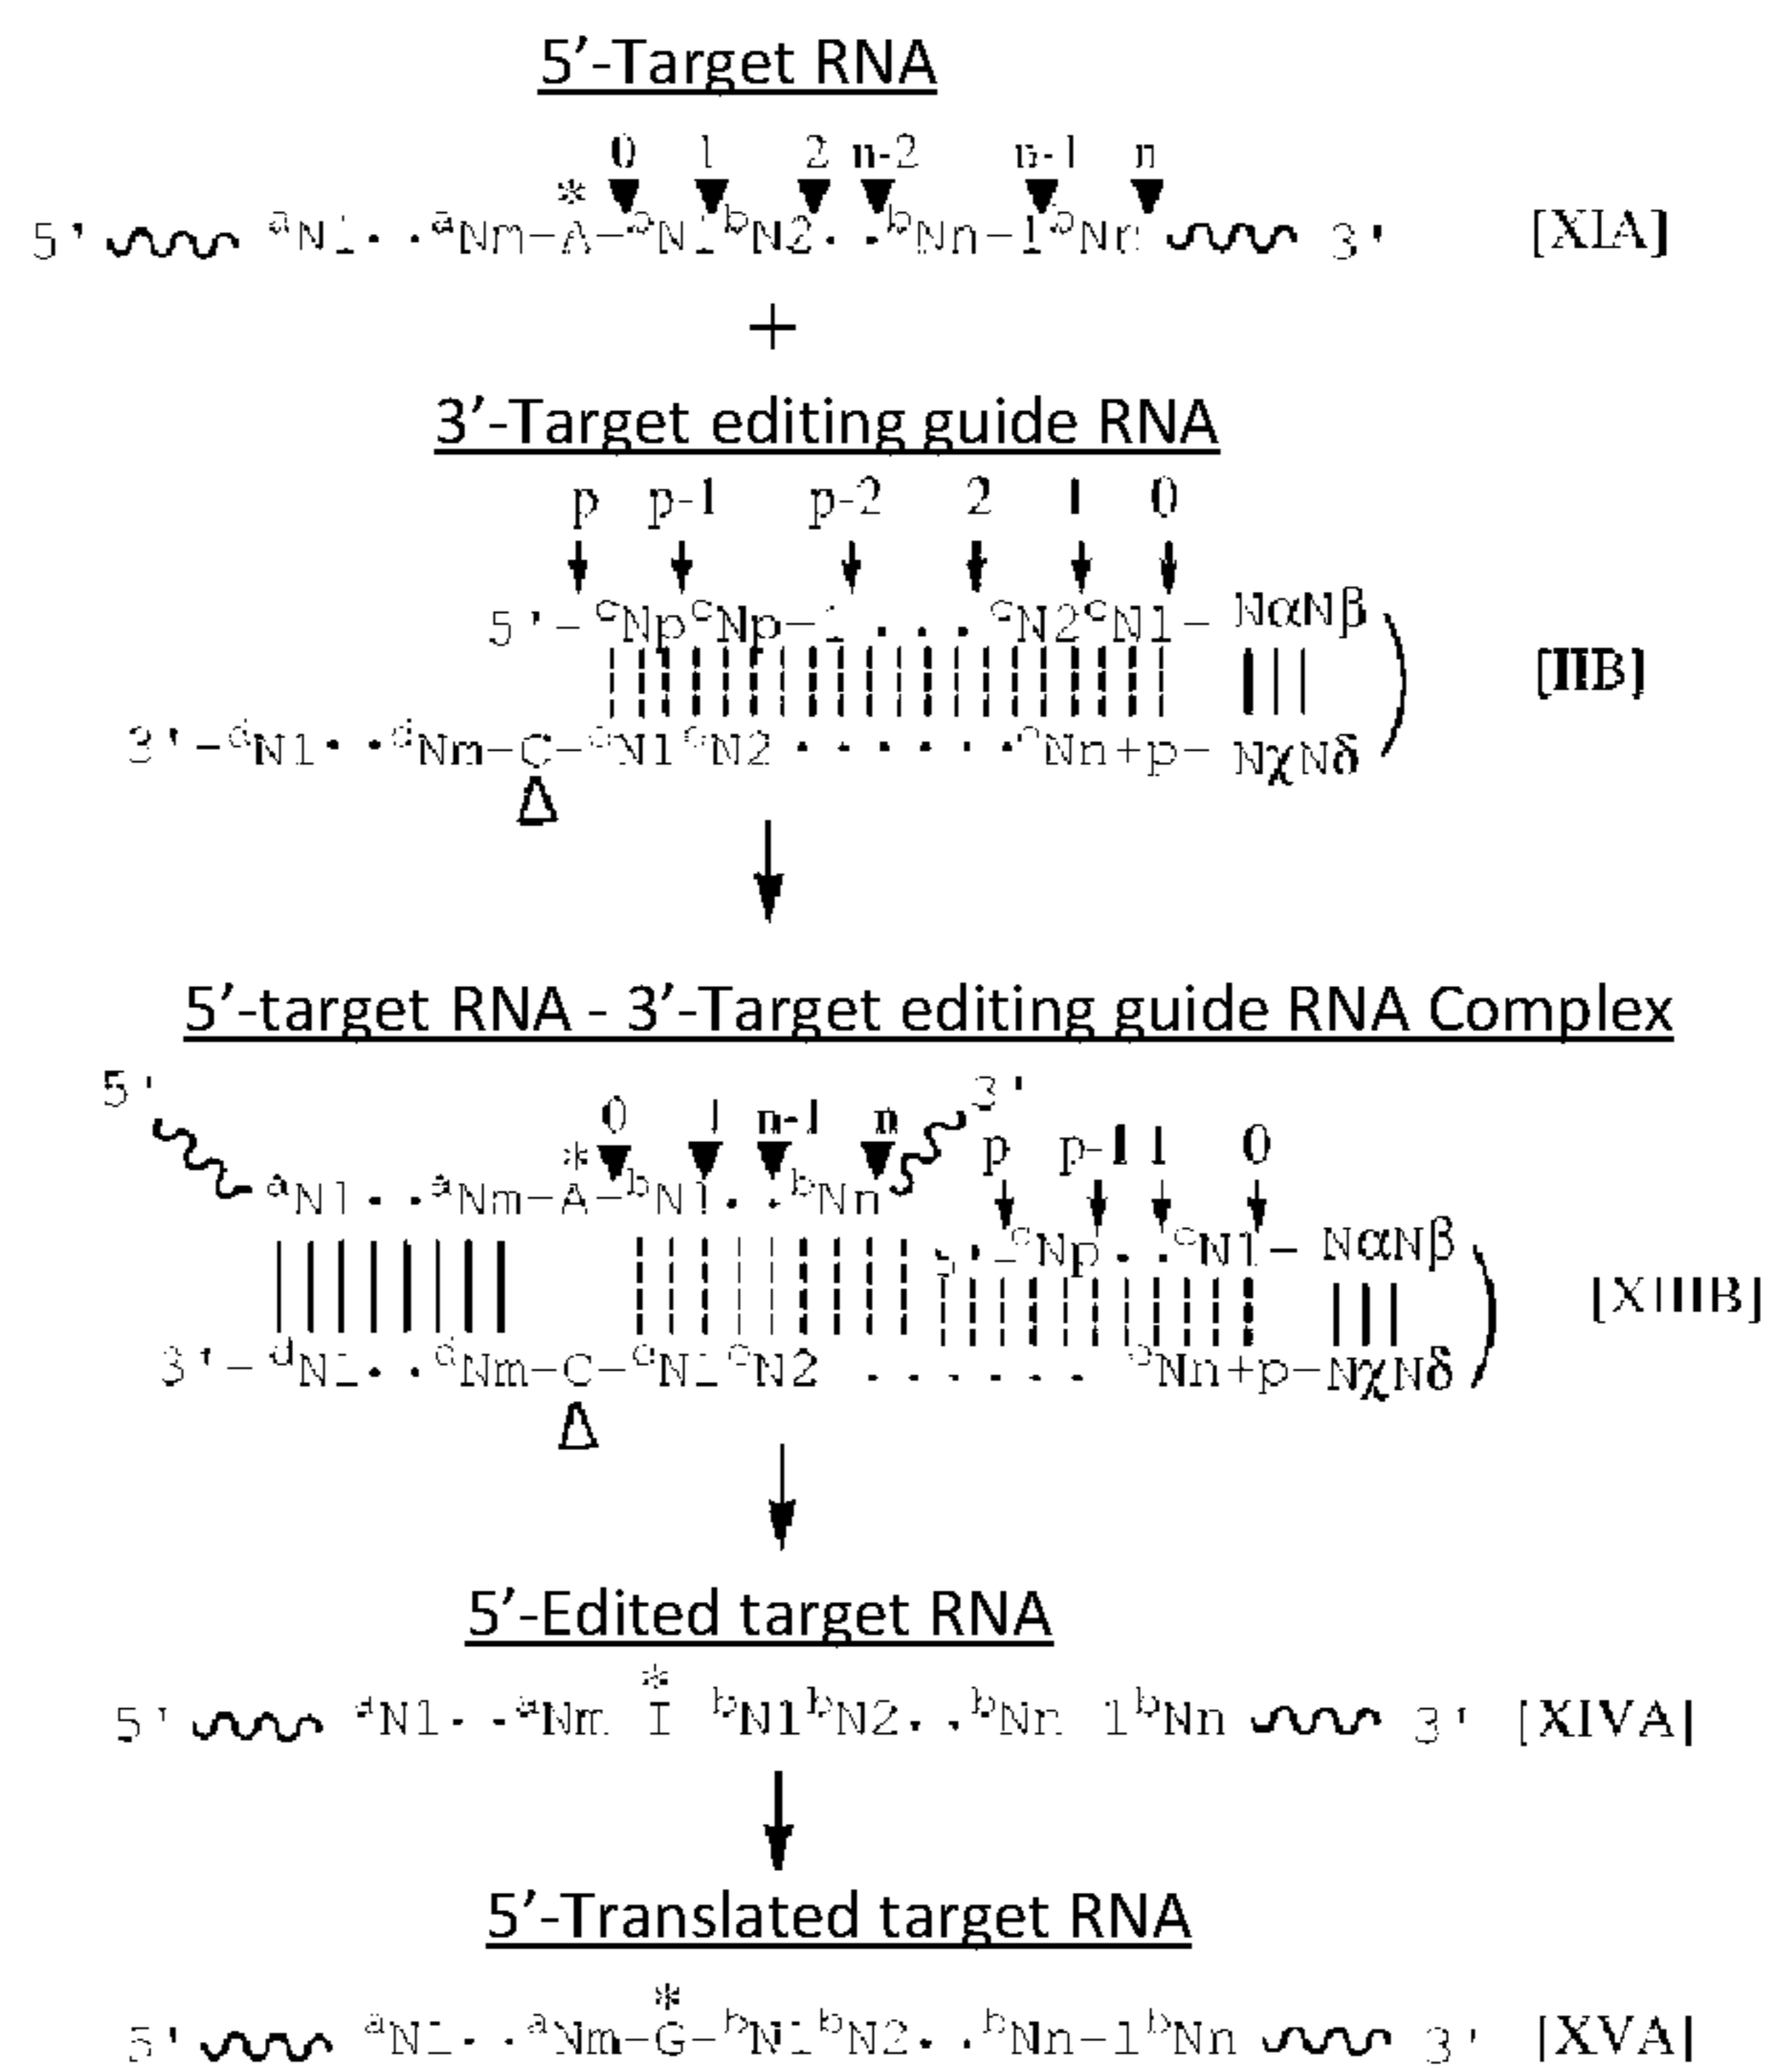 5’-Target RNA
0 1 2 n-2 n-1 n
*
5' aN1··aNm-A-bN1bN2··bNn-1bNn 3' [XIA]
+
3’-Target editing guide RNA
p p-1 p-2 2 1 0
5'-cNpcNp-1...cN2cN1- NαNβ
[IIB]
3'-dN1··dNm-C-eN1eN2······eNn+p- NχNδ
5’-target RNA - 3’-Target editing guide RNA Complex
5' 3'
0 1 n-1 n p p-1 1 0
*
aN1··aNm-A-bN1··bNn
5'-cNp··cN1- NαNβ
[XIIIB]
3'-dN1··dNm-C-eN1eN2 ······ eNn+p-NχNδ
5’-Edited target RNA
*
5' aN1··aNm I bN1bN2··bNn 1bNn 3' [XIVA]
5’-Translated target RNA
*
5' aN1··aNm-G-bN1bN2··bNn-1bNn 3' [XVA]